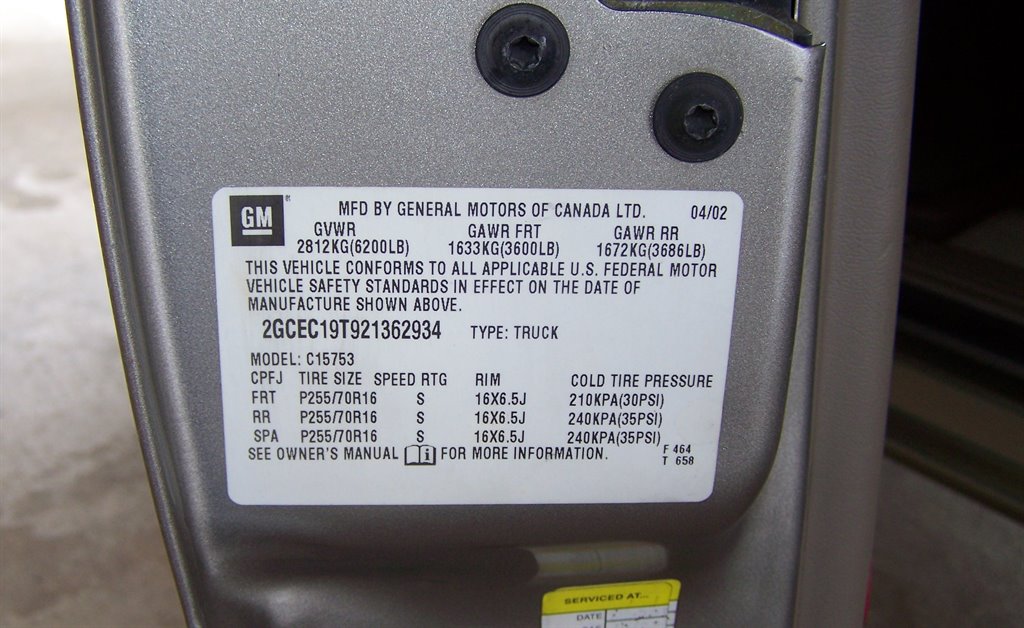 GM ® MFD BY GENERAL MOTORS OF CANADA LTD. 04/02
GVWR GAWR FRT GAWR RR
2812KG(6200LB) 1633KG(3600LB) 1672KG(3686LB)
THIS VEHICLE CONFORMS TO ALL APPLICABLE U.S. FEDERAL MOTOR
VEHICLE SAFETY STANDARDS IN EFFECT ON THE DATE OF
MANUFACTURE SHOWN ABOVE.
2GCEC19T921362934 TYPE: TRUCK
MODEL: C15753
CPFJ TIRE SIZE SPEED RTG RIM COLD TIRE PRESSURE
FRT P255/70R16 S 16X6.5J 210KPA(30PSI)
RR P255/70R16 S 16X6.5J 240KPA(35PSI)
SPA P255/70R16 S 16X6.5J 240KPA(35PSI)
SEE OWNER'S MANUAL i FOR MORE INFORMATION. F 464
T 658
SERVICED AT...
DATE